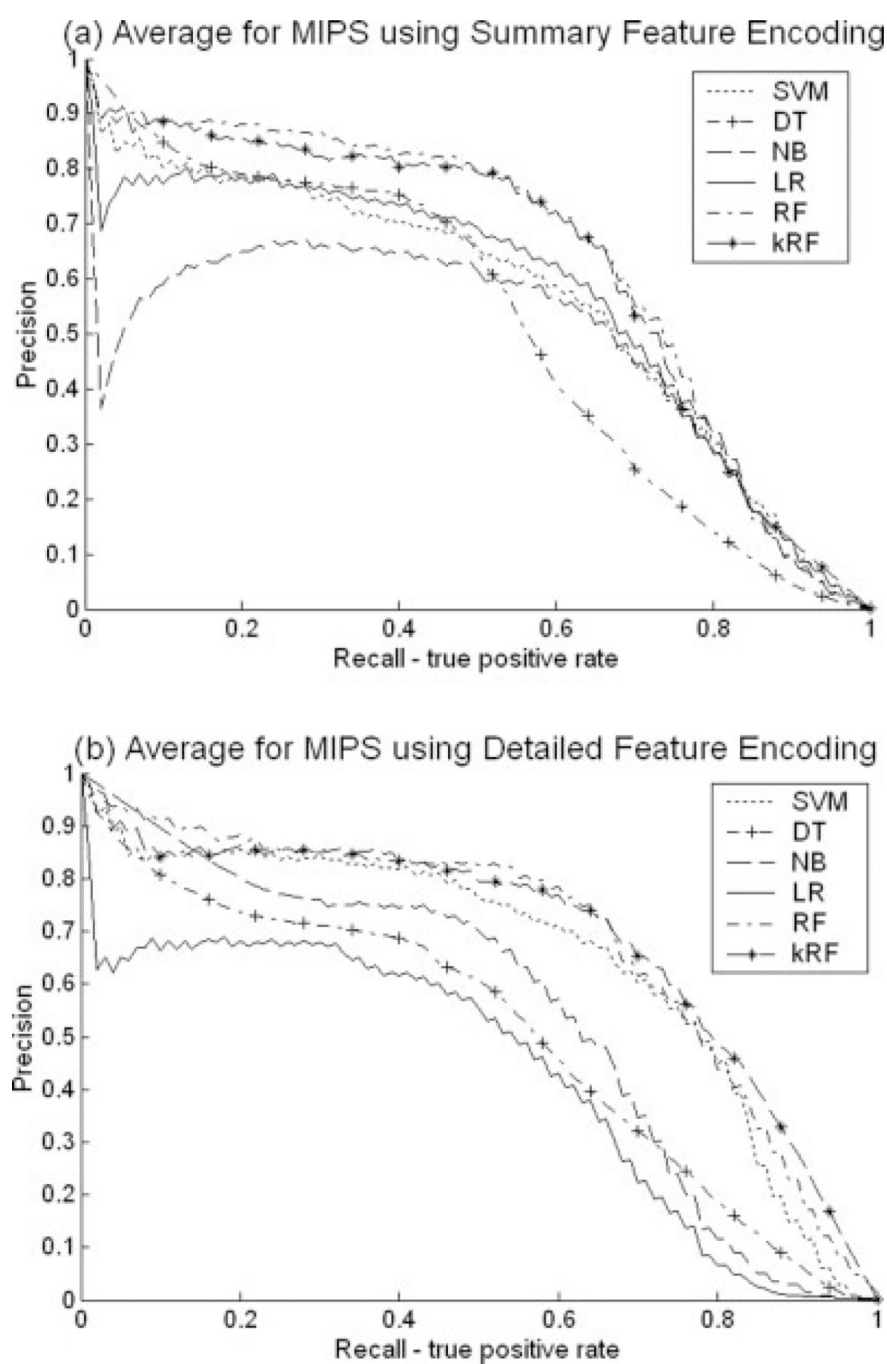 (a) Average for MIPS using Summary Feature Encoding
1
0.9
0.8
0.7
0.6
0.5
0.4
0.3
0.2
0.1
0
Precision
SVM
DT
NB
LR
RF
kRF
0 0.2 0.4 0.6 0.8 1
Recall - true positive rate
(b) Average for MIPS using Detailed Feature Encoding
1
0.9
0.8
0.7
0.6
0.5
0.4
0.3
0.2
0.1
0
Precision
SVM
DT
NB
LR
RF
kRF
0 0.2 0.4 0.6 0.8 1
Recall - true positive rate